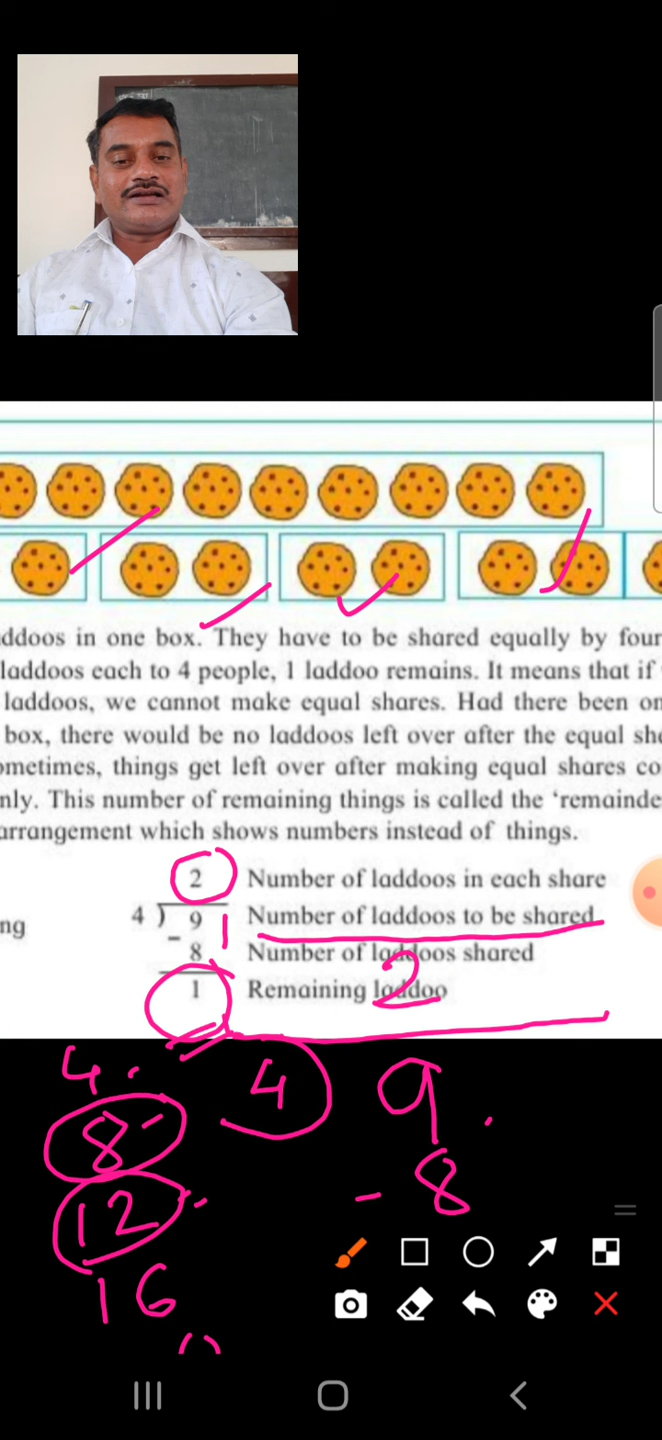 ddoos in one box. They have to be shared equally by four
laddoos each to 4 people, 1 laddoo remains. It means that if
laddoos, we cannot make equal shares. Had there been on
box, there would be no laddoos left over after the equal sha
ometimes, things get left over after making equal shares co
nly. This number of remaining things is called the ‘remainde
arrangement which shows numbers instead of things.
2 Number of laddoos in each share
ng 4 ) 9 Number of laddoos to be shared
- 8 Number of laddoos shared
1 Remaining laddoo
2
4. 4 9.
8 - 8
12
16